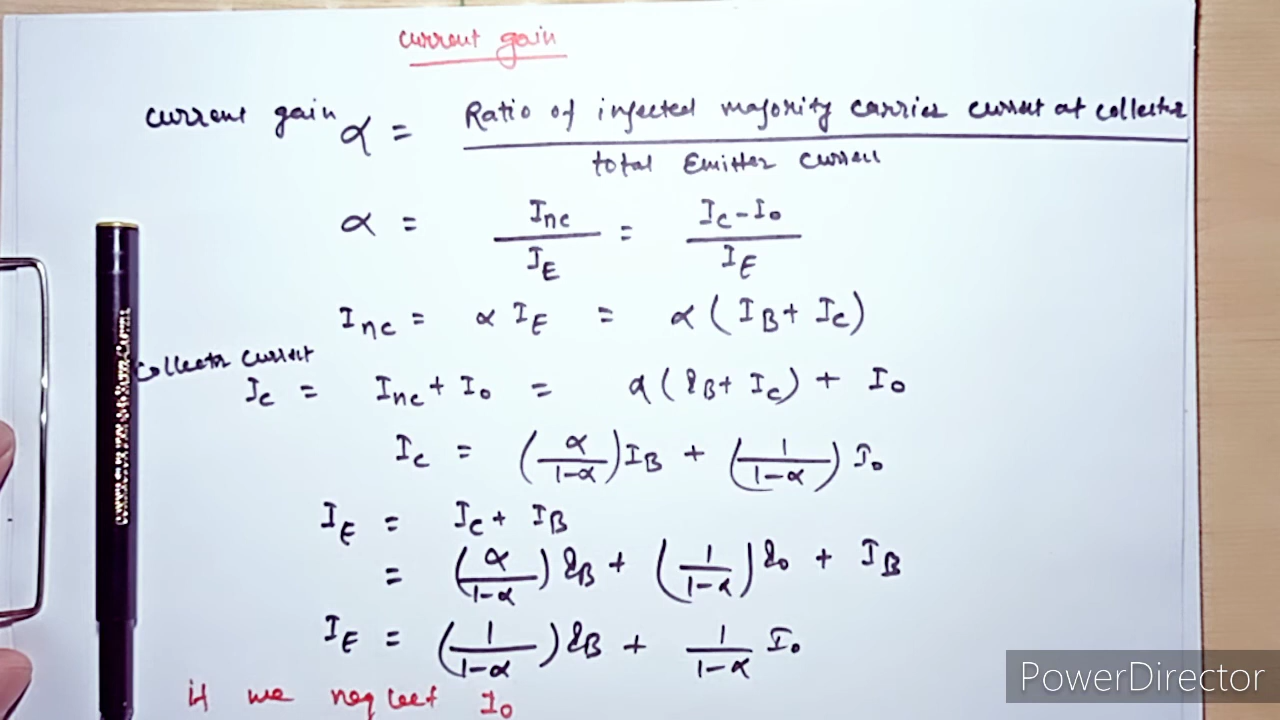 current gain
current gain α = Ratio of injected majority carrier current at collector / total Emitter current
α = Inc / IE = Ic - Io / IE
Inc = α IE = α ( IB + Ic )
collector current
Ic = Inc + Io = α ( IB + Ic ) + Io
Ic = ( α / 1-α ) IB + ( 1 / 1-α ) Io
IE = Ic + IB
= ( α / 1-α ) IB + ( 1 / 1-α ) Io + IB
IE = ( 1 / 1-α ) IB + 1 / 1-α Io
if we neglect Io
PowerDirector